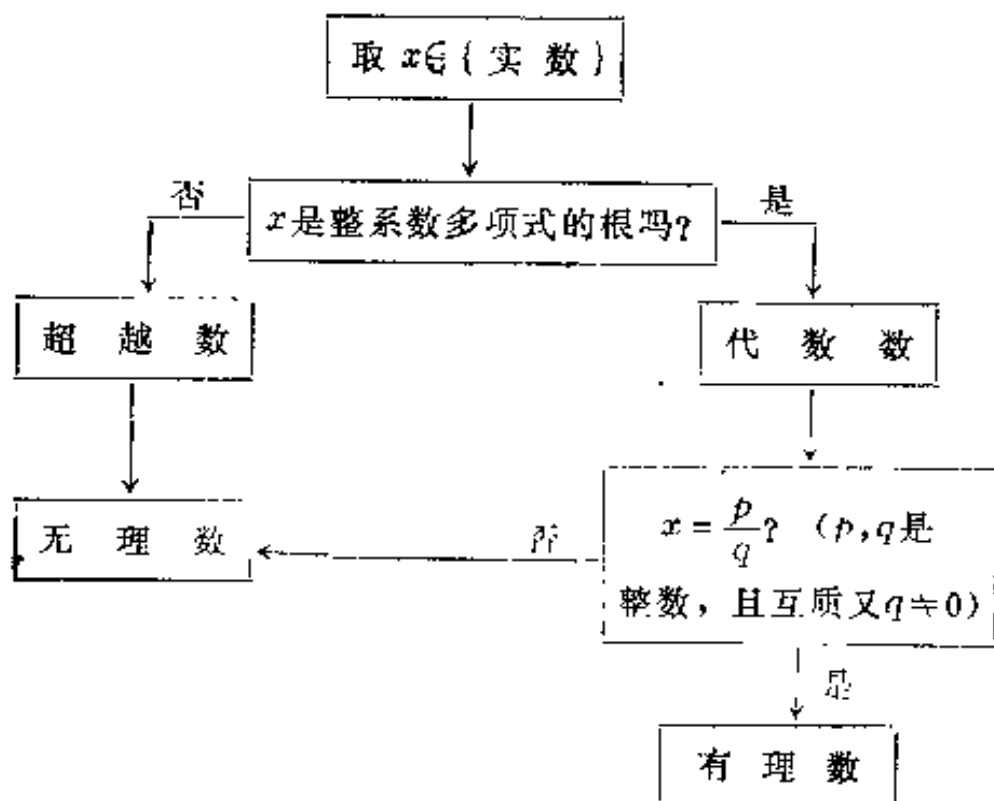 取 x∈{实 数}
否
x是整系数多项式的根吗?
是
超 越 数
代 数 数
无 理 数
否
x = p/q? (p,q是
整数,且互质又q≠0)
是
有 理 数